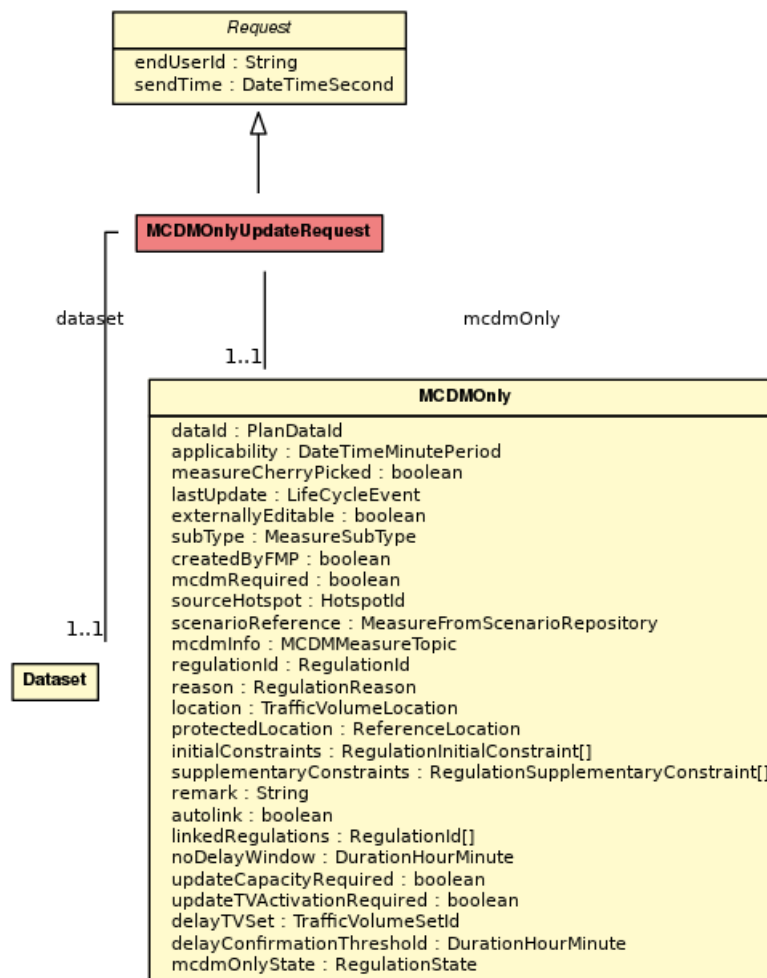 Request
endUserId : String
sendTime : DateTimeSecond
MCDMOnlyUpdateRequest
dataset
mcdmOnly
1..1
MCDMOnly
dataId : PlanDataId
applicability : DateTimeMinutePeriod
measureCherryPicked : boolean
lastUpdate : LifeCycleEvent
externallyEditable : boolean
subType : MeasureSubType
createdByFMP : boolean
mcdmRequired : boolean
sourceHotspot : HotspotId
scenarioReference : MeasureFromScenarioRepository
mcdmInfo : MCDMMeasureTopic
regulationId : RegulationId
reason : RegulationReason
location : TrafficVolumeLocation
protectedLocation : ReferenceLocation
initialConstraints : RegulationInitialConstraint[]
supplementaryConstraints : RegulationSupplementaryConstraint[]
remark : String
autolink : boolean
linkedRegulations : RegulationId[]
noDelayWindow : DurationHourMinute
updateCapacityRequired : boolean
updateTVActivationRequired : boolean
delayTVSet : TrafficVolumeSetId
delayConfirmationThreshold : DurationHourMinute
mcdmOnlyState : RegulationState
1..1
Dataset